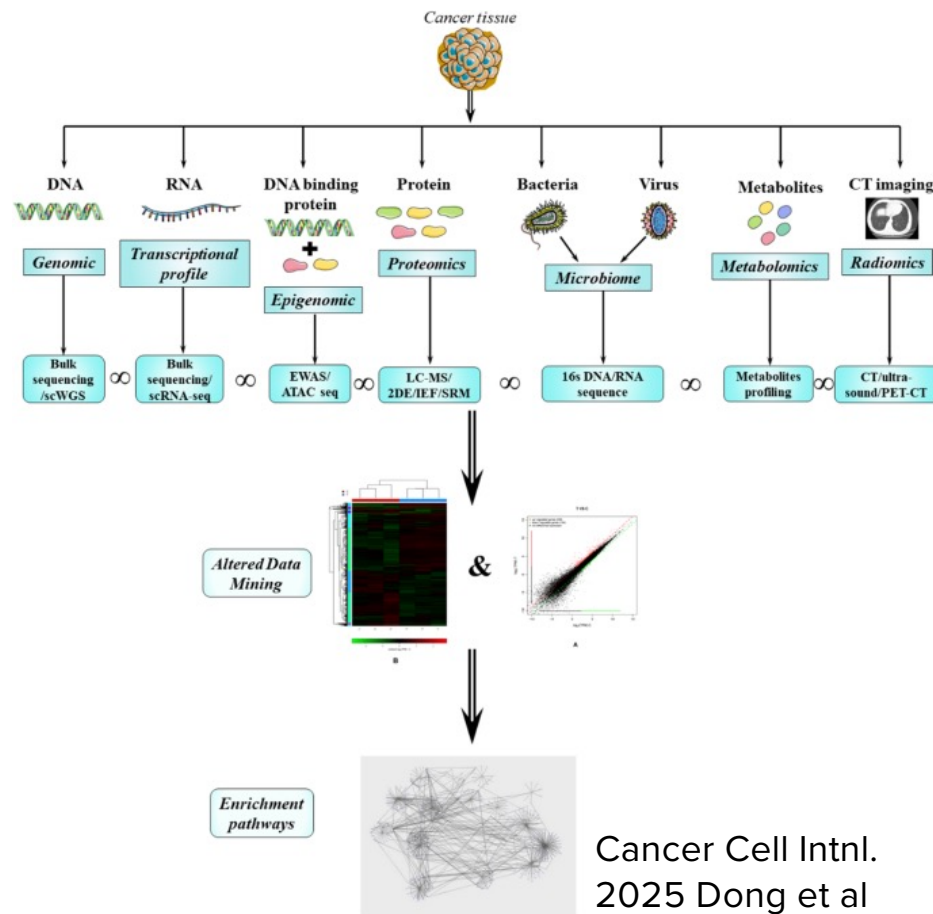 Cancer tissue
DNA
RNA
DNA binding
protein
Protein
Bacteria
Virus
Metabolites
CT imaging
+
Genomic
Transcriptional
profile
Epigenomic
Proteomics
Microbiome
Metabolomics
Radiomics
Bulk
sequencing
/scWGS
∞
Bulk
sequencing/
scRNA-seq
∞
EWAS/
ATAC seq
∞
LC-MS/
2DE/IEF/SRM
∞
16s DNA/RNA
sequence
∞
Metabolites
profiling
∞
CT/ultra-
sound/PET-CT
Altered Data
Mining
&
B
A
Enrichment
pathways
Cancer Cell Intnl.
2025 Dong et al